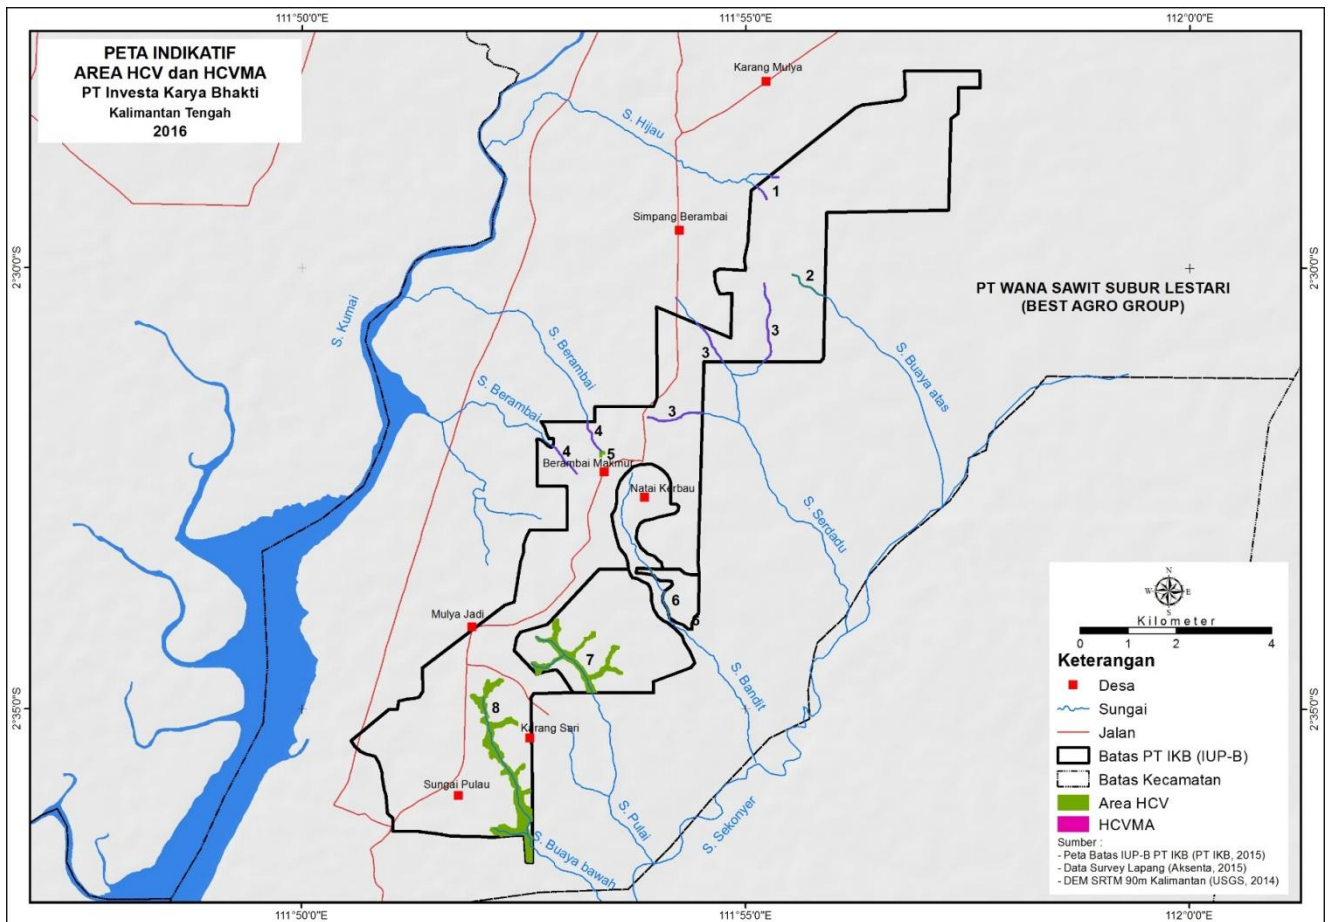 111°50'0"E
111°55'0"E
112°0'0"E
PETA INDIKATIF
AREA HCV dan HCVMA
PT Investa Karya Bhakti
Kalimantan Tengah
2016
Karang Mulya
S. Hijau
1
Simpang Berambai
2°30'0"S
2°30'0"S
2
PT WANA SAWIT SUBUR LESTARI
(BEST AGRO GROUP)
S. Kumai
3
3
S. Berambai
S. Buaya atas
S. Berambai
3
4
4
5
Berambai Makmur
Natai Kerbau
S. Serdadu
6
6
Mulya Jadi
7
S. Bandit
8
Karang Sari
2°35'0"S
2°35'0"S
Sungai Pulau
S. Pulai
S. Sekonyer
S. Buaya bawah
N
W
E
S
Kilometer
0 1 2 4
Keterangan
Desa
Sungai
Jalan
Batas PT IKB (IUP-B)
Batas Kecamatan
Area HCV
HCVMA
Sumber :
- Peta Batas IUP-B PT IKB (PT IKB, 2015)
- Data Survey Lapang (Aksenta, 2015)
- DEM SRTM 90m Kalimantan (USGS, 2014)
111°50'0"E
111°55'0"E
112°0'0"E